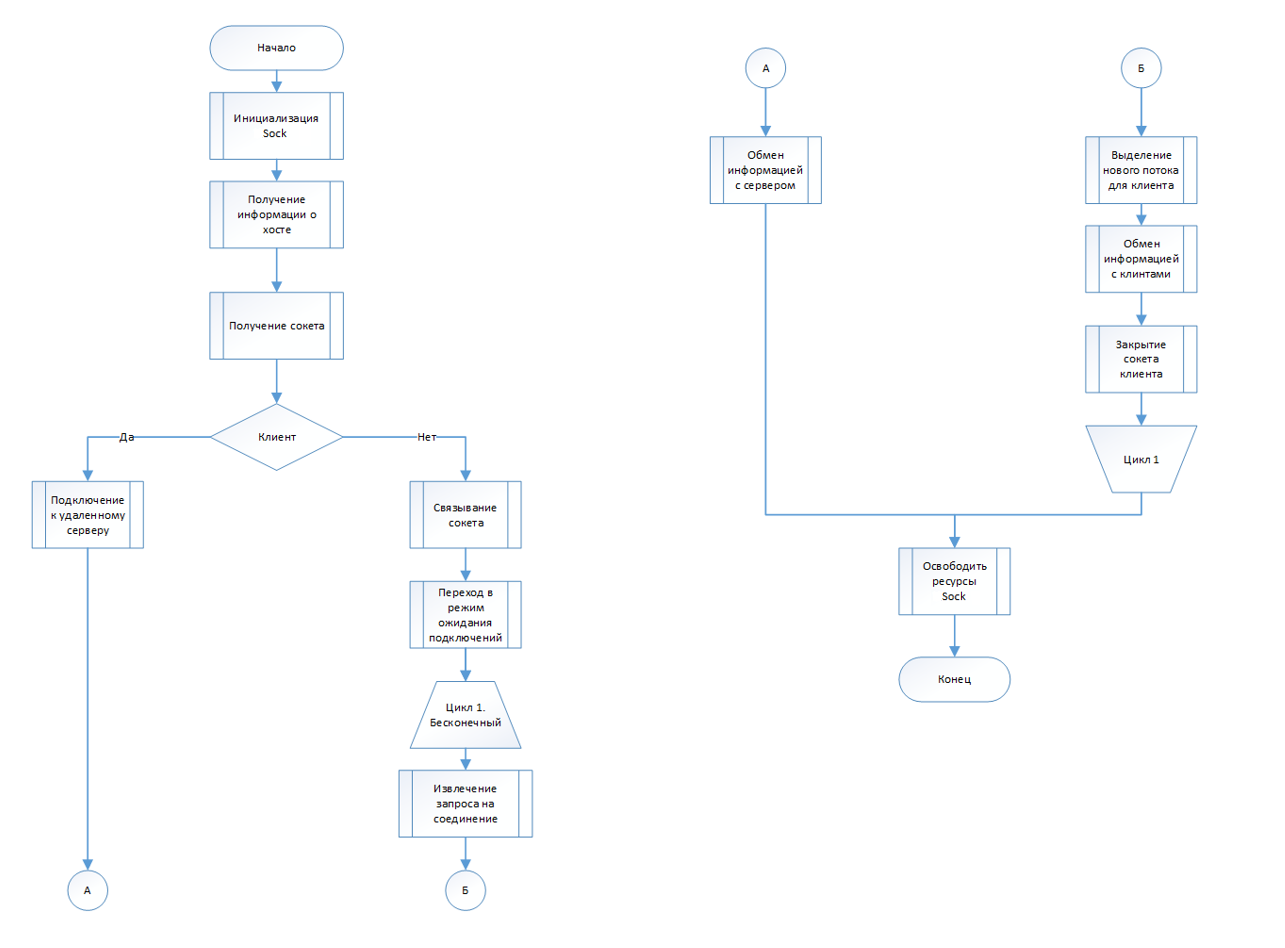 Начало
Инициализация
Sock
Получение
информации о
хосте
Получение сокета
Клиент
Да
Нет
Подключение
к удаленному
серверу
Связывание
сокета
Переход в
режим
ожидания
подключений
Цикл 1.
Бесконечный
Извлечение
запроса на
соединение
А
Б
А
Обмен
информацией
с сервером
Б
Выделение
нового потока
для клиента
Обмен
информацией
с клинтами
Закрытие
сокета
клиента
Цикл 1
Освободить
ресурсы
Sock
Конец